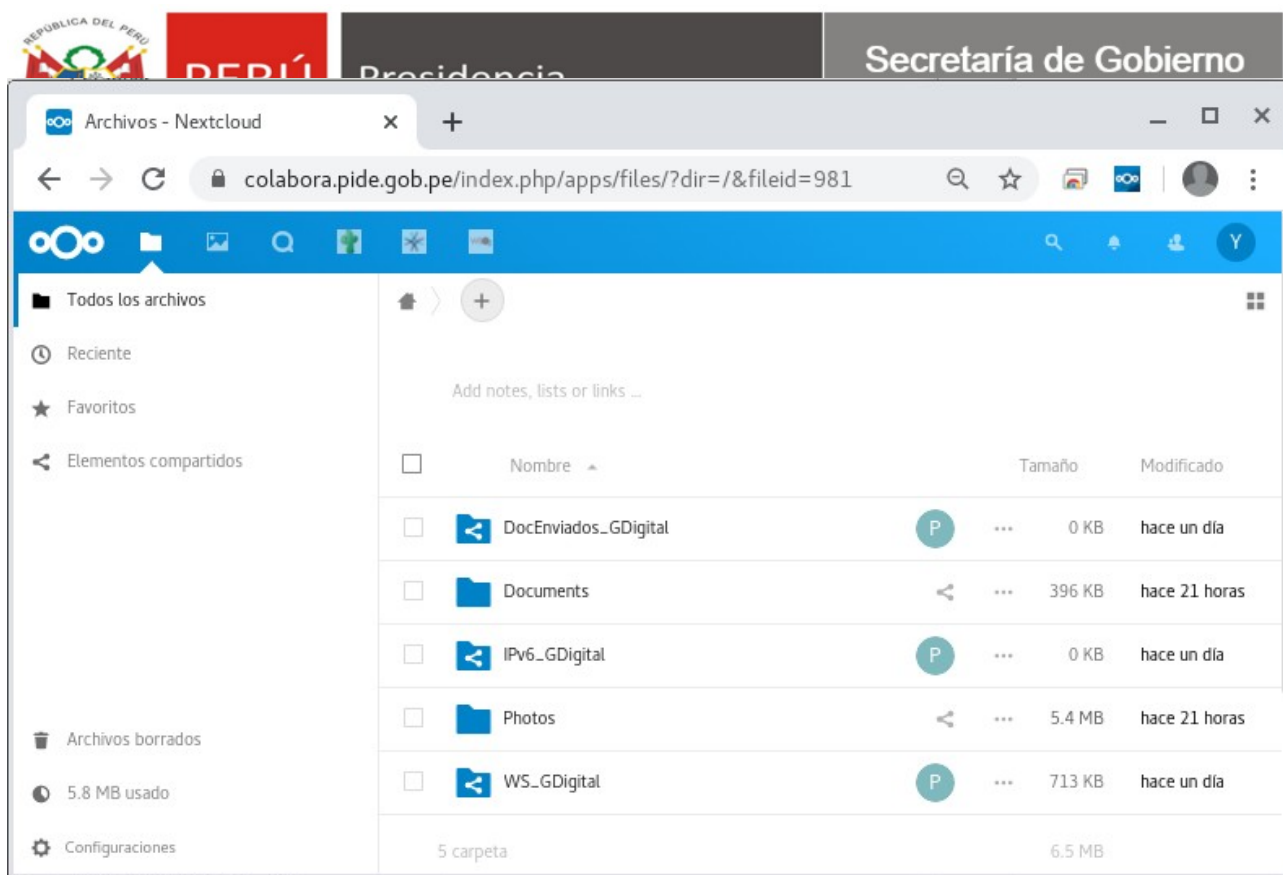 REPÚBLICA DEL PERÚ
PERÚ
Presidencia
Secretaría de Gobierno
Archivos - Nextcloud
colabora.pide.gob.pe/index.php/apps/files/?dir=/&fileid=981
Y
Todos los archivos
Reciente
Favoritos
Elementos compartidos
Add notes, lists or links ...
Nombre Tamaño Modificado
DocEnviados_GDigital P 0 KB hace un día
Documents 396 KB hace 21 horas
IPv6_GDigital P 0 KB hace un día
Photos 5.4 MB hace 21 horas
WS_GDigital P 713 KB hace un día
5 carpeta 6.5 MB
Archivos borrados
5.8 MB usado
Configuraciones